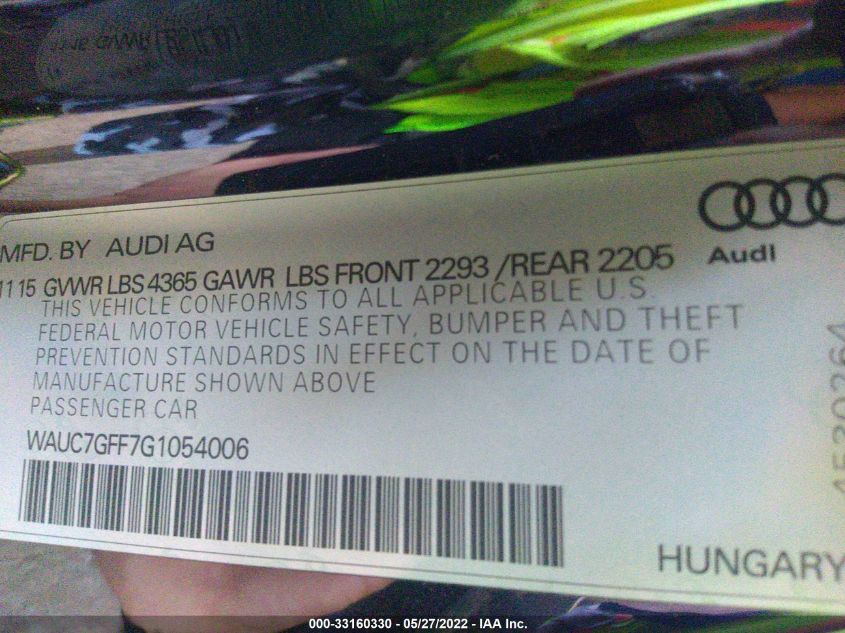 MFD. BY AUDI AG
Audi
1115 GVWR LBS 4365 GAWR LBS FRONT 2293 /REAR 2205
THIS VEHICLE CONFORMS TO ALL APPLICABLE U.S.
FEDERAL MOTOR VEHICLE SAFETY, BUMPER AND THEFT
PREVENTION STANDARDS IN EFFECT ON THE DATE OF
MANUFACTURE SHOWN ABOVE
PASSENGER CAR
WAUC7GFF7G1054006
4530264
HUNGARY
000-33160330 - 05/27/2022 - IAA Inc.